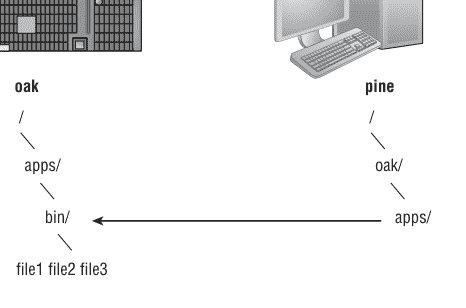 oak
pine
/
/
apps/
oak/
bin/
apps/
file1 file2 file3